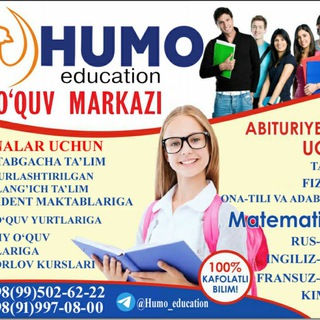 HUMO
education
O‘QUV MARKAZI
NALAR UCHUN
TABGACHA TA’LIM
URLASHTIRILGAN
LANG’ICH TA’LIM
DENT MAKTABLARIGA
O‘QUV YURTLARIGA
IY O‘QUV
LARIGA
ORLOV KURSLARI
98(99)502-62-22
98(91)997-08-00
@Humo_education
100%
KAFOLATLI
BILIM!
ABITURIYE
UC
TA
FIZ
ONA-TILI VA ADAB
Matemati
RUS-
INGILIZ-
FRANSUZ-
KIM